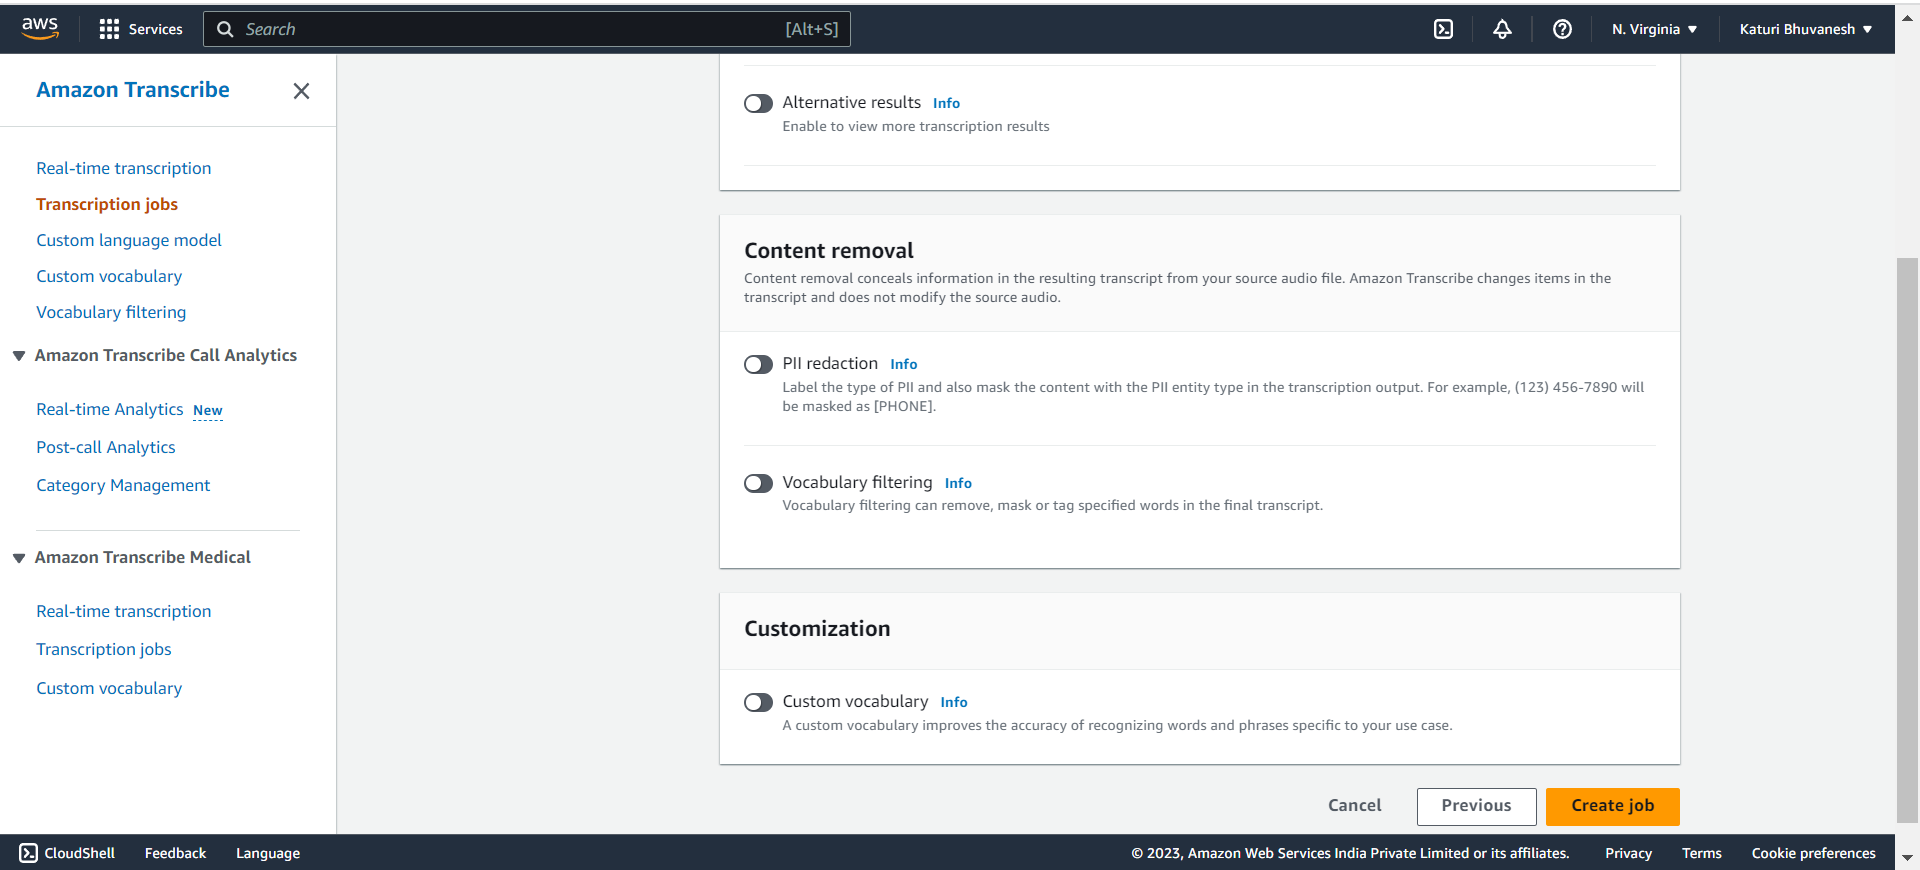 aws
Services
Search [Alt+S]
N. Virginia
Katuri Bhuvanesh
Amazon Transcribe
Real-time transcription
Transcription jobs
Custom language model
Custom vocabulary
Vocabulary filtering
Amazon Transcribe Call Analytics
Real-time Analytics New
Post-call Analytics
Category Management
Amazon Transcribe Medical
Real-time transcription
Transcription jobs
Custom vocabulary
Alternative results Info
Enable to view more transcription results
Content removal
Content removal conceals information in the resulting transcript from your source audio file. Amazon Transcribe changes items in the
transcript and does not modify the source audio.
PII redaction Info
Label the type of PII and also mask the content with the PII entity type in the transcription output. For example, (123) 456-7890 will
be masked as [PHONE].
Vocabulary filtering Info
Vocabulary filtering can remove, mask or tag specified words in the final transcript.
Customization
Custom vocabulary Info
A custom vocabulary improves the accuracy of recognizing words and phrases specific to your use case.
Cancel Previous Create job
CloudShell Feedback Language © 2023, Amazon Web Services India Private Limited or its affiliates. Privacy Terms Cookie preferences